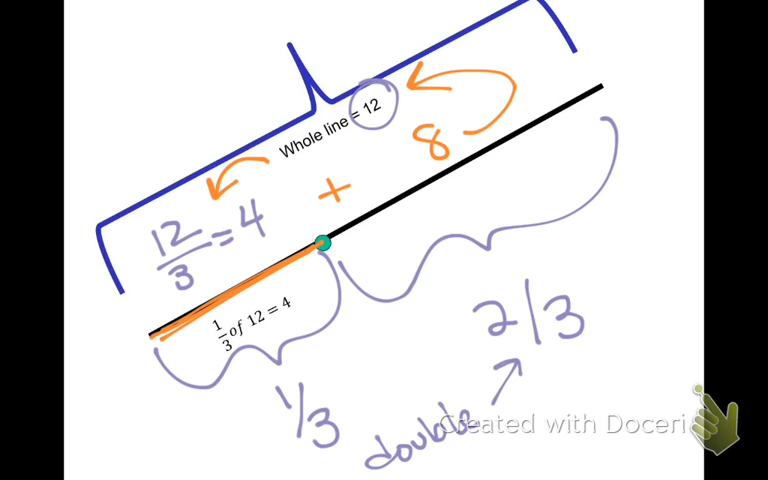 Whole line = 12
12/3 = 4 + 8
1/3 of 12 = 4
1/3
2/3
double
Created with Doceri